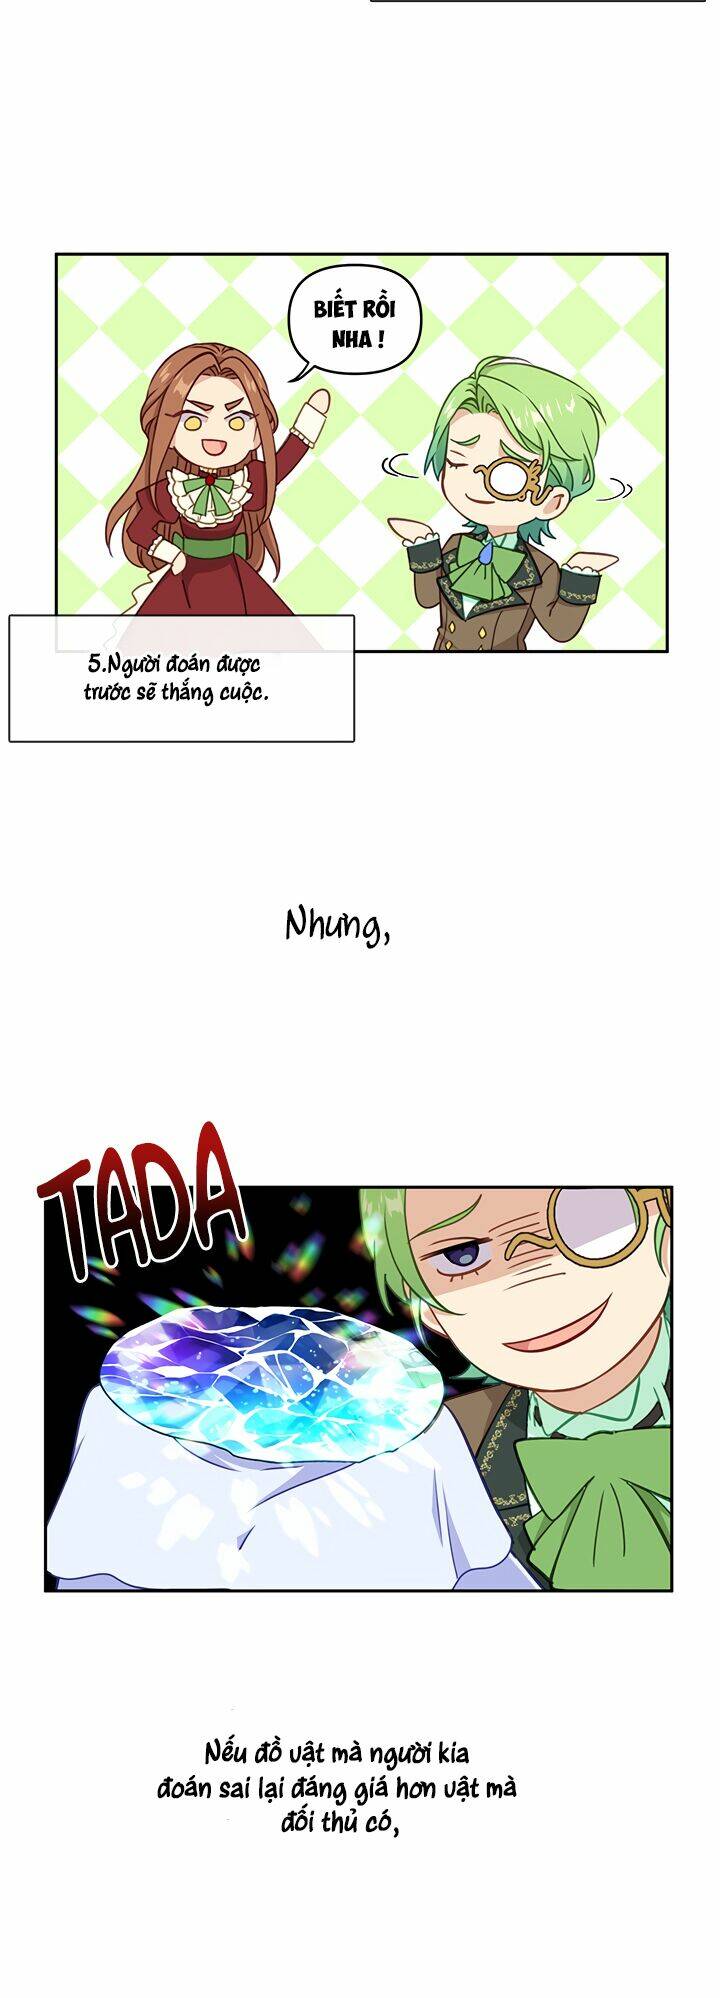 BIẾT RỒI
NHA !
5.Người đoán được
trước sẽ thắng cuộc.
Nhưng,
TADA
Nếu đồ vật mà người kia
đoán sai lại đáng giá hơn vật mà
đối thủ có,